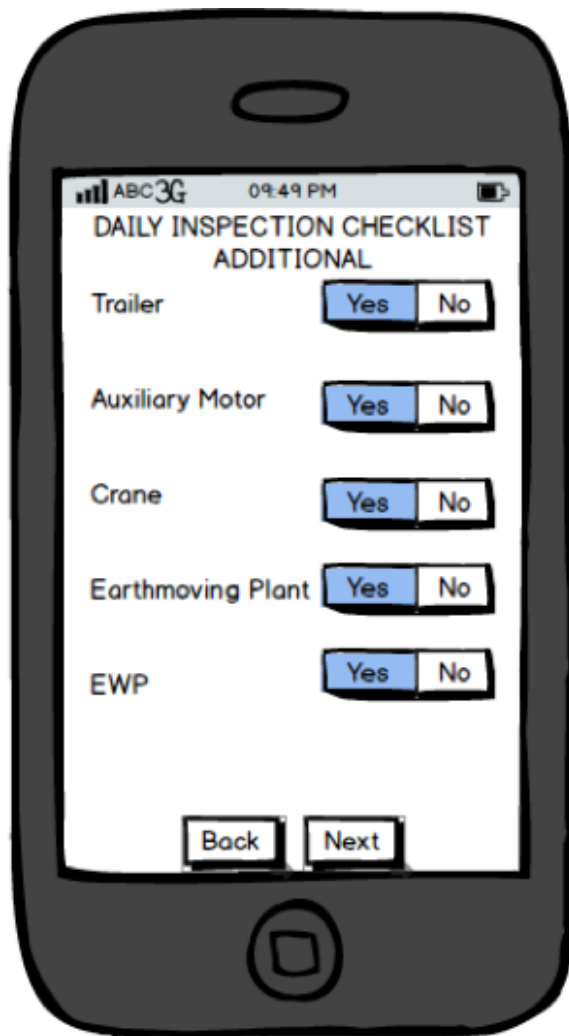 ABC 3G 09:49 PM
DAILY INSPECTION CHECKLIST
ADDITIONAL
Trailer Yes No
Auxiliary Motor Yes No
Crane Yes No
Earthmoving Plant Yes No
EWP Yes No
Back Next